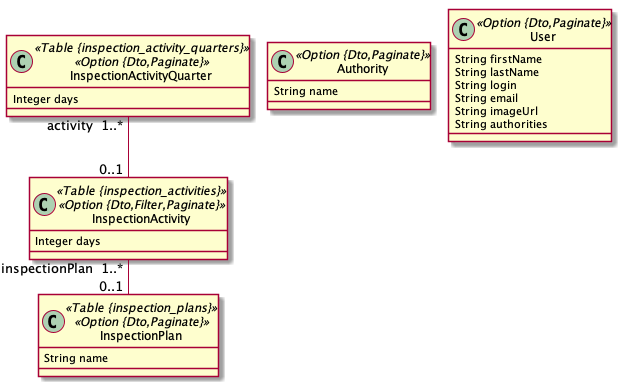 C
«Table {inspection_activity_quarters}»
«Option {Dto,Paginate}»
InspectionActivityQuarter
Integer days
C
«Option {Dto,Paginate}»
Authority
String name
C
«Option {Dto,Paginate}»
User
String firstName
String lastName
String login
String email
String imageUrl
String authorities
activity 1..*
0..1
C
«Table {inspection_activities}»
«Option {Dto,Filter,Paginate}»
InspectionActivity
Integer days
inspectionPlan 1..*
0..1
C
«Table {inspection_plans}»
«Option {Dto,Paginate}»
InspectionPlan
String name